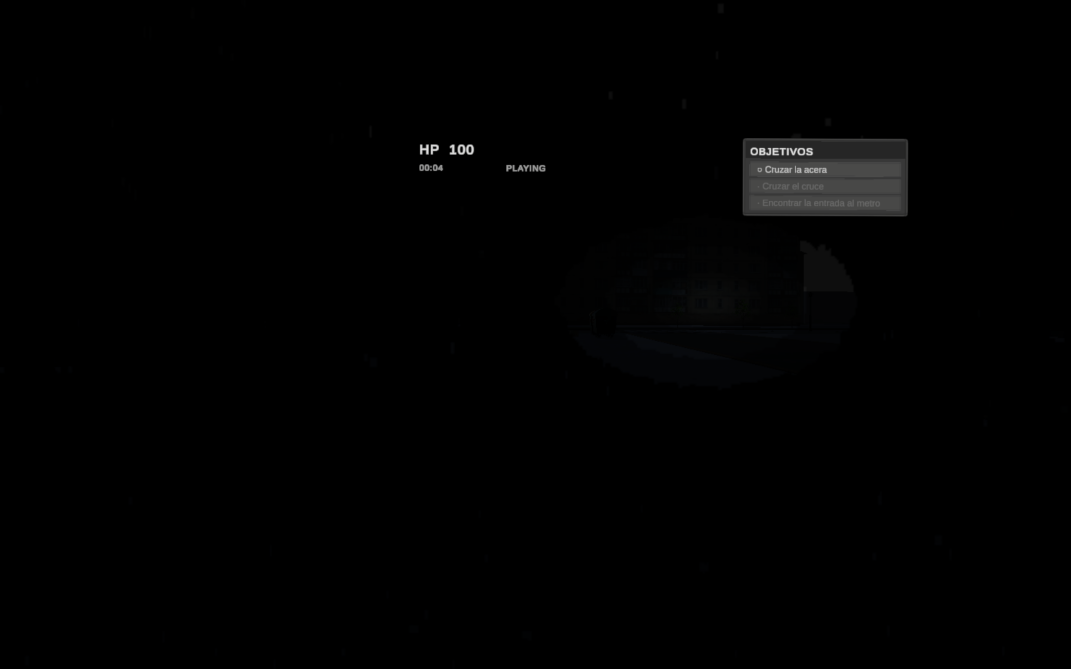 HP 100
00:04 PLAYING
OBJETIVOS
Cruzar la acera
- Cruzar el cruce
- Encontrar la entrada al metro